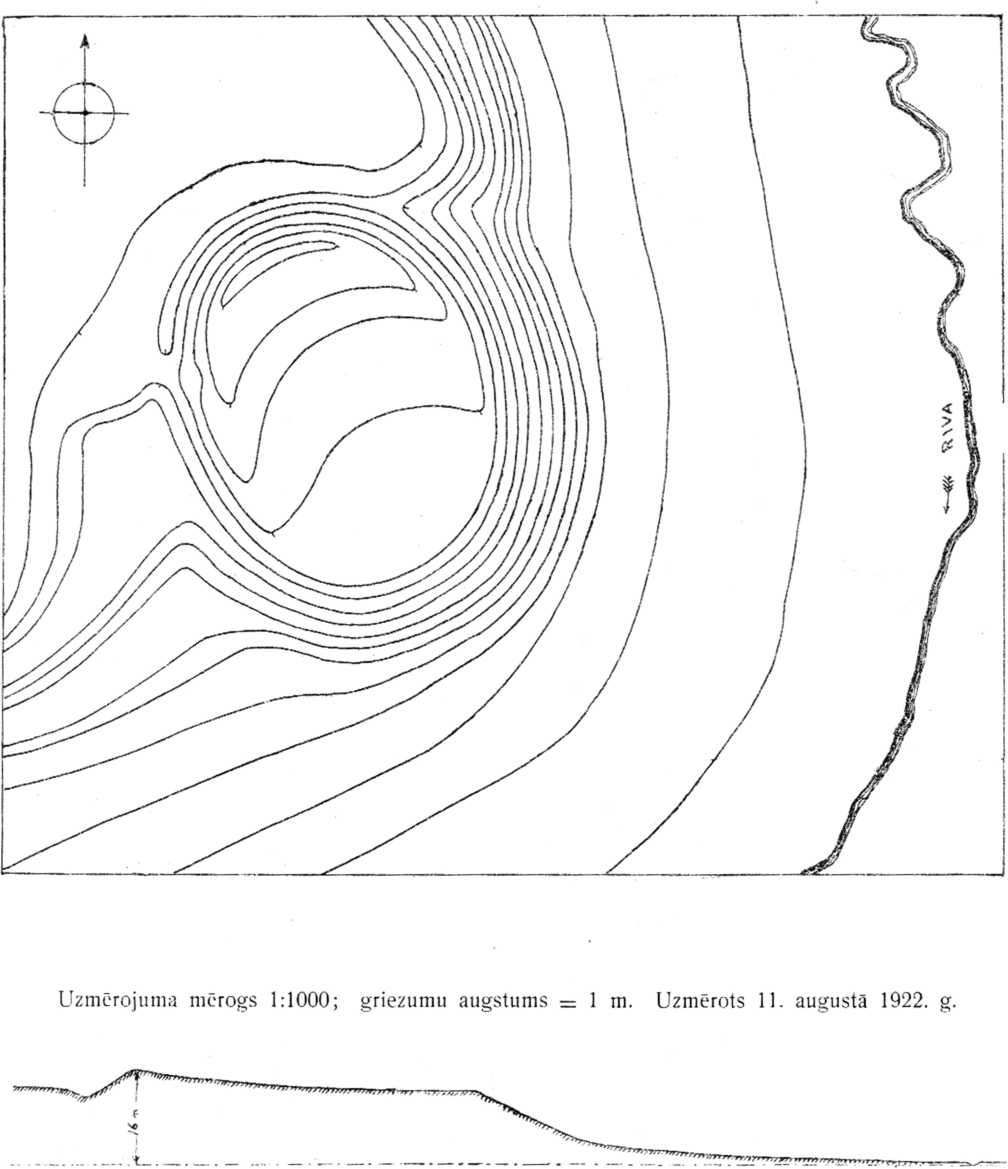 RIVA
Uzmērojuma mērogs 1:1000; griezumu augstums = 1 m. Uzmērots 11. augustā 1922. g.
16 m